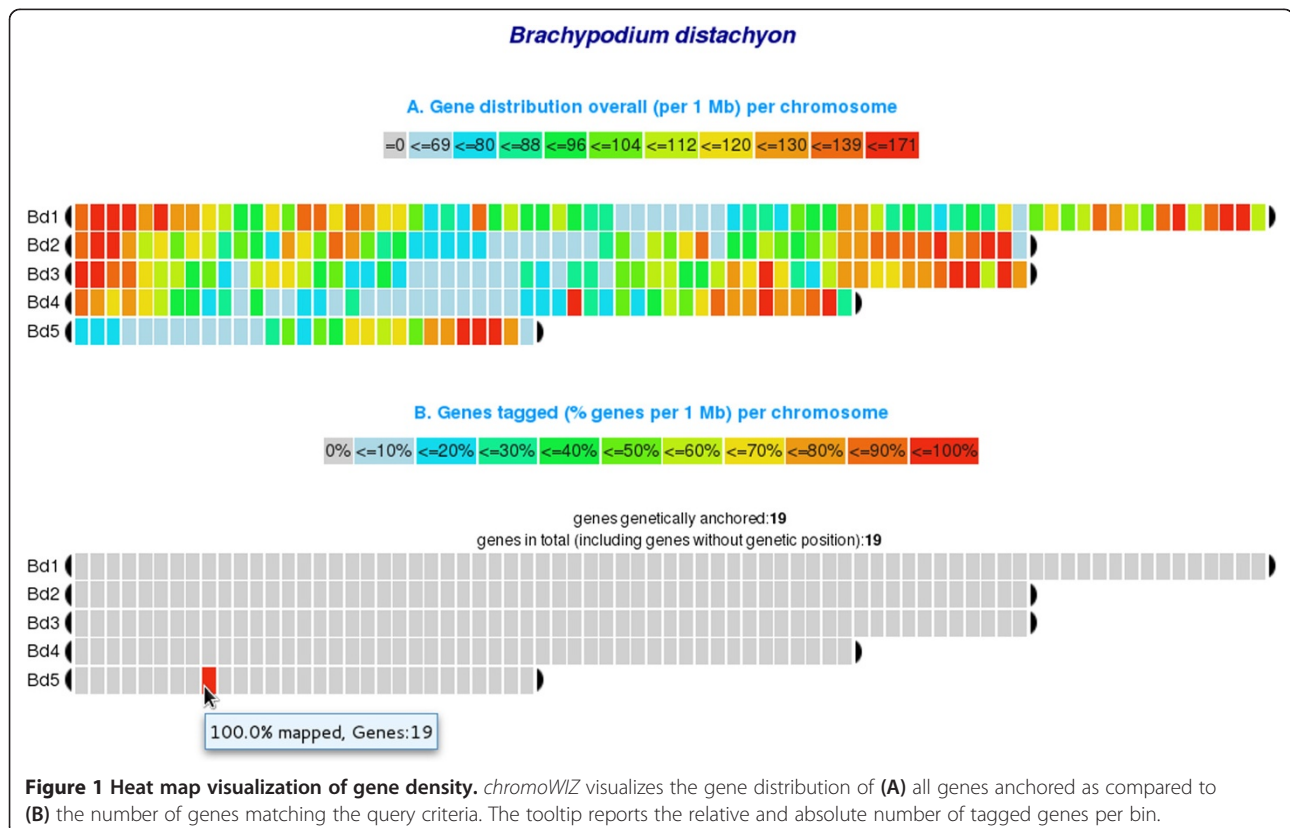 Brachypodium distachyon
A. Gene distribution overall (per 1 Mb) per chromosome
=0 <=69 <=80 <=88 <=96 <=104 <=112 <=120 <=130 <=139 <=171
Bd1
Bd2
Bd3
Bd4
Bd5
B. Genes tagged (% genes per 1 Mb) per chromosome
0% <=10% <=20% <=30% <=40% <=50% <=60% <=70% <=80% <=90% <=100%
genes genetically anchored:19
genes in total (including genes without genetic position):19
Bd1
Bd2
Bd3
Bd4
Bd5
100.0% mapped, Genes:19
Figure 1 Heat map visualization of gene density. chromoWIZ visualizes the gene distribution of (A) all genes anchored as compared to
(B) the number of genes matching the query criteria. The tooltip reports the relative and absolute number of tagged genes per bin.